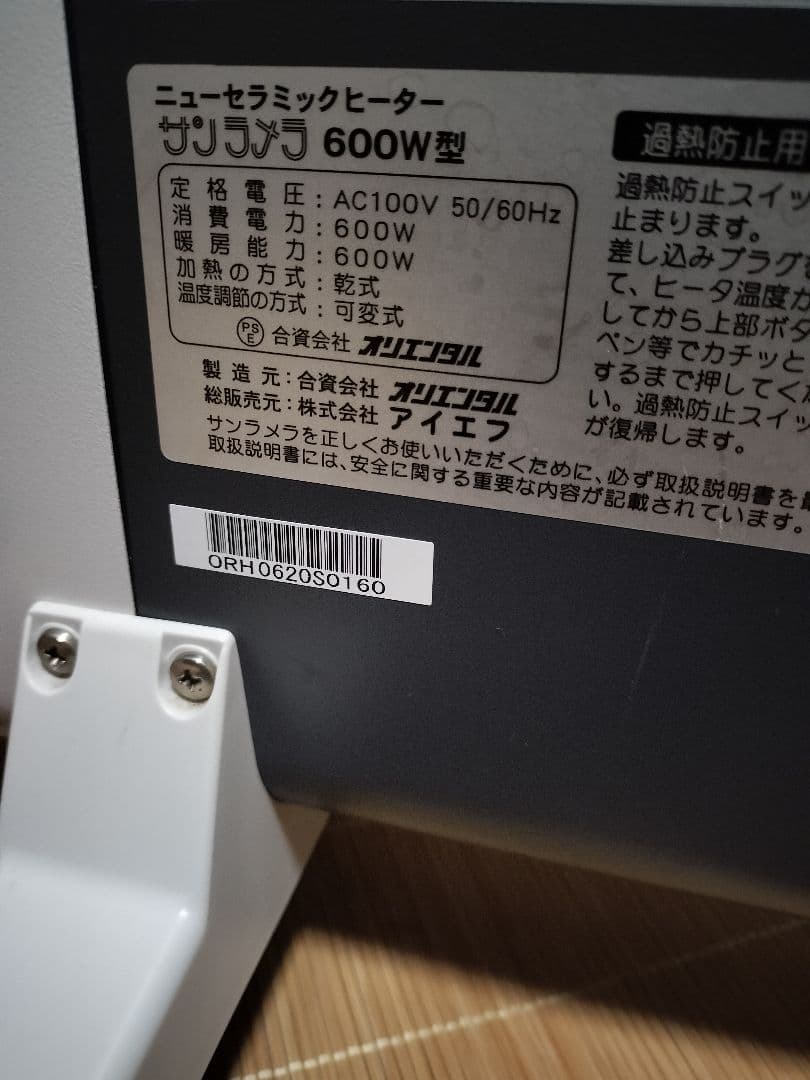 ニューセラミックヒーター
サンラメラ 600W型
定格電圧：AC100V 50/60Hz
消費電力：600W
暖房能力：600W
加熱の方式：乾式
温度調節の方式：可変式
PSE 合資会社 オリエンタル
製造元：合資会社 オリエンタル
総販売元：株式会社 アイエフ
サンラメラを正しくお使いいただくために、必ず取扱説明書を
取扱説明書には、安全に関する重要な内容が記載されています。
過熱防止用
過熱防止スイッ
止まります。
差し込みプラグ
て、ヒータ温度が
してから上部ボタ
ペン等でカチッと
するまで押してくだ
い。過熱防止スイッ
が復帰します。
ORH0620S0160